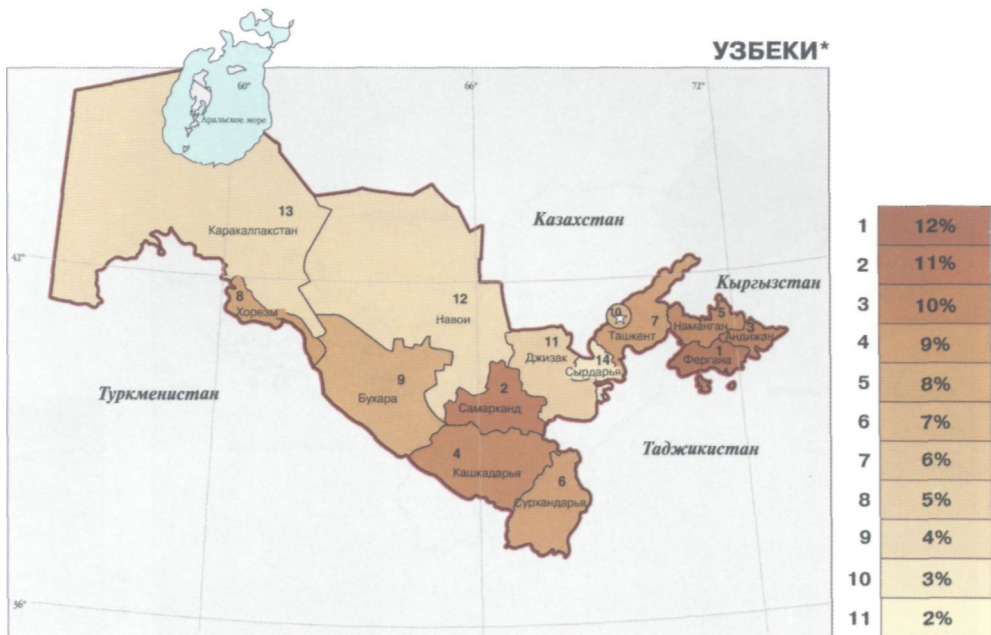 УЗБЕКИ*
60°
66
72°
Аральское море
13
Каракалпакстан
Казахстан
42°
Кыргызстан
8
Хорезм
12
Навои
10
7
Ташкент
5
Наманган
3
Андижан
1
Фергана
11
Джизак
14
Сырдарья
Туркменистан
9
Бухара
2
Самарканд
Таджикистан
4
Кашкадарья
6
Сурхандарья
36°
1 12%
2 11%
3 10%
4 9%
5 8%
6 7%
7 6%
8 5%
9 4%
10 3%
11 2%